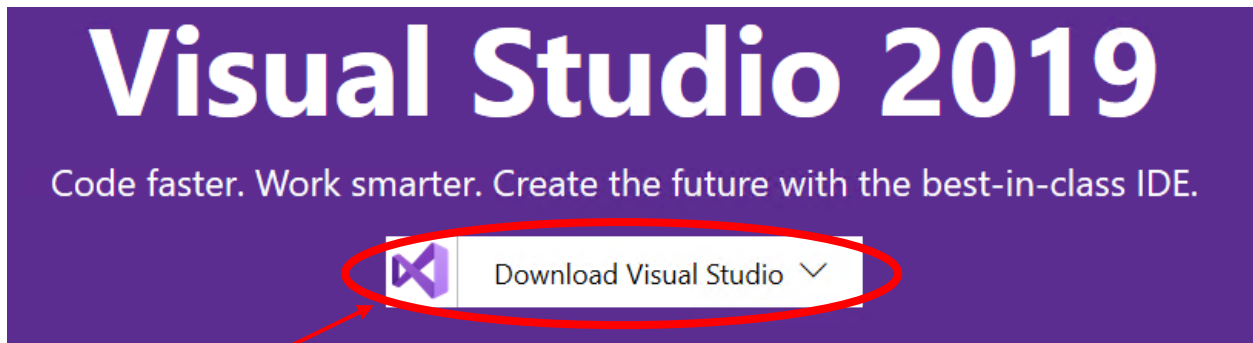 Visual Studio 2019
Code faster. Work smarter. Create the future with the best-in-class IDE.
Download Visual Studio